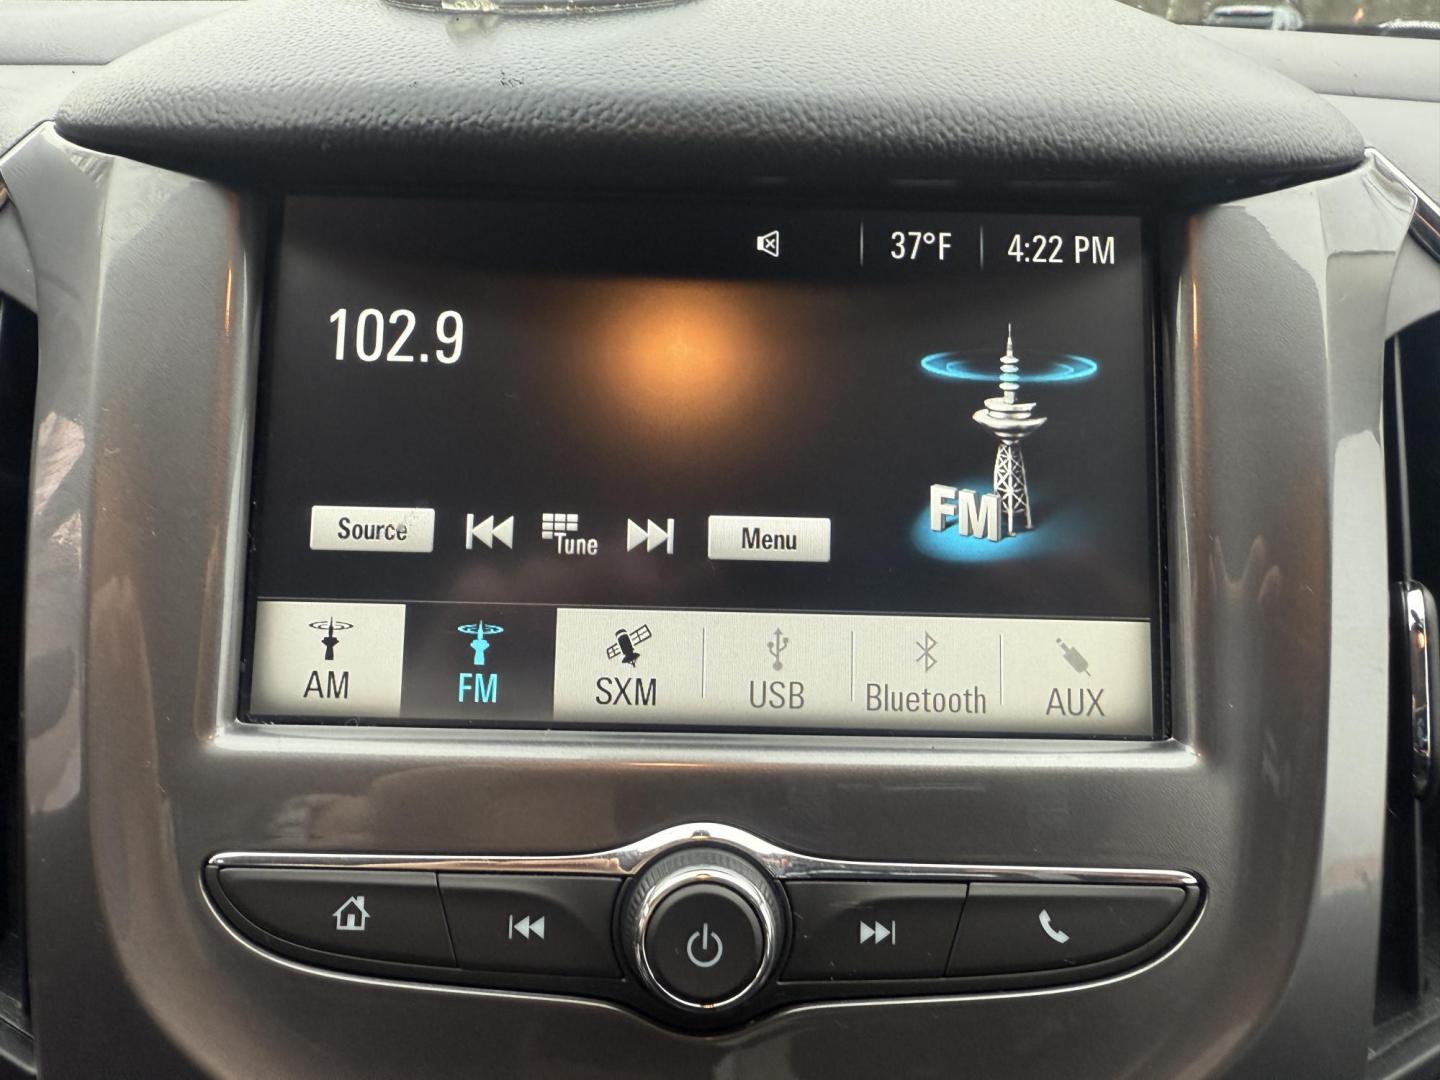 37°F 4:22 PM
102.9
FM
Source Tune Menu
AM FM SXM USB Bluetooth AUX